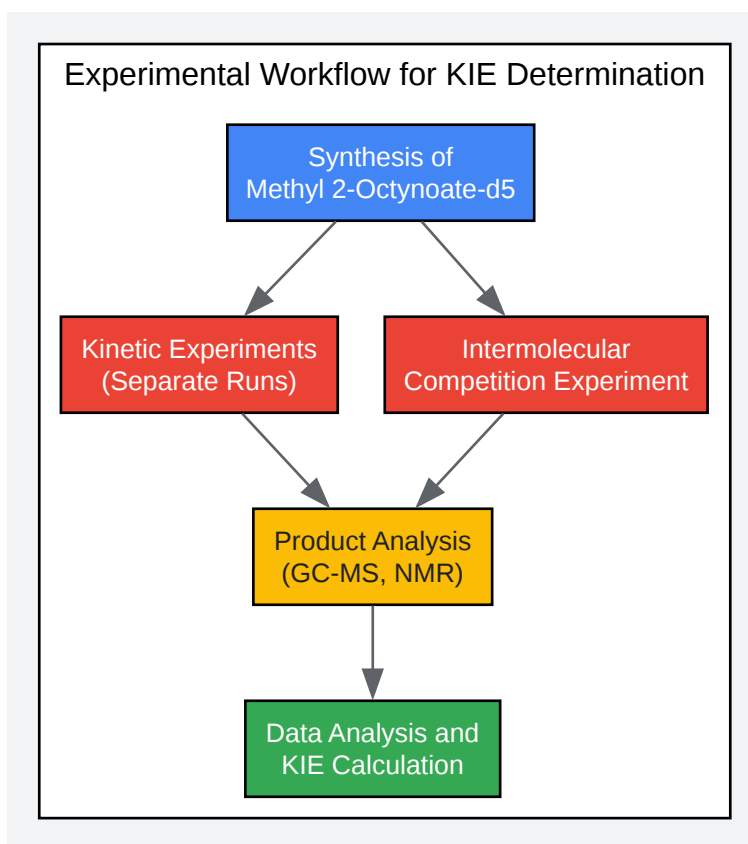 Experimental Workflow for KIE Determination
Synthesis of
Methyl 2-Octynoate-d5
Kinetic Experiments
(Separate Runs)
Intermolecular
Competition Experiment
Product Analysis
(GC-MS, NMR)
Data Analysis and
KIE Calculation